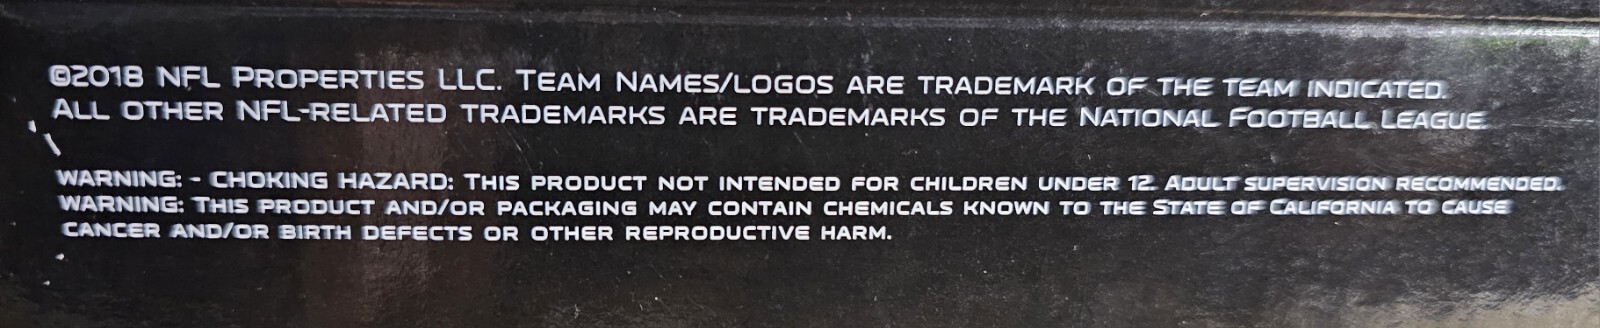 ©2018 NFL PROPERTIES LLC. TEAM NAMES/LOGOS ARE TRADEMARK OF THE TEAM INDICATED.
ALL OTHER NFL-RELATED TRADEMARKS ARE TRADEMARKS OF THE NATIONAL FOOTBALL LEAGUE.
WARNING: - CHOKING HAZARD: THIS PRODUCT NOT INTENDED FOR CHILDREN UNDER 12. ADULT SUPERVISION RECOMMENDED.
WARNING: THIS PRODUCT AND/OR PACKAGING MAY CONTAIN CHEMICALS KNOWN TO THE STATE OF CALIFORNIA TO CAUSE
CANCER AND/OR BIRTH DEFECTS OR OTHER REPRODUCTIVE HARM.